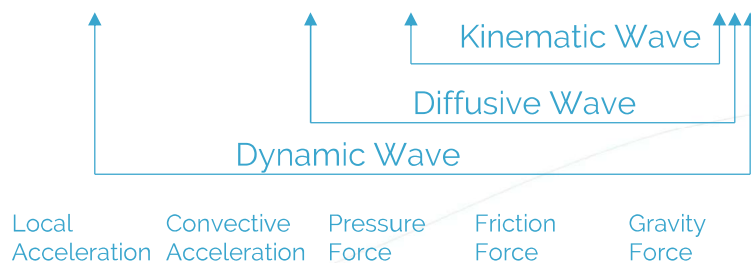 Kinematic Wave
Diffusive Wave
Dynamic Wave
Local Acceleration
Convective Acceleration
Pressure Force
Friction Force
Gravity Force